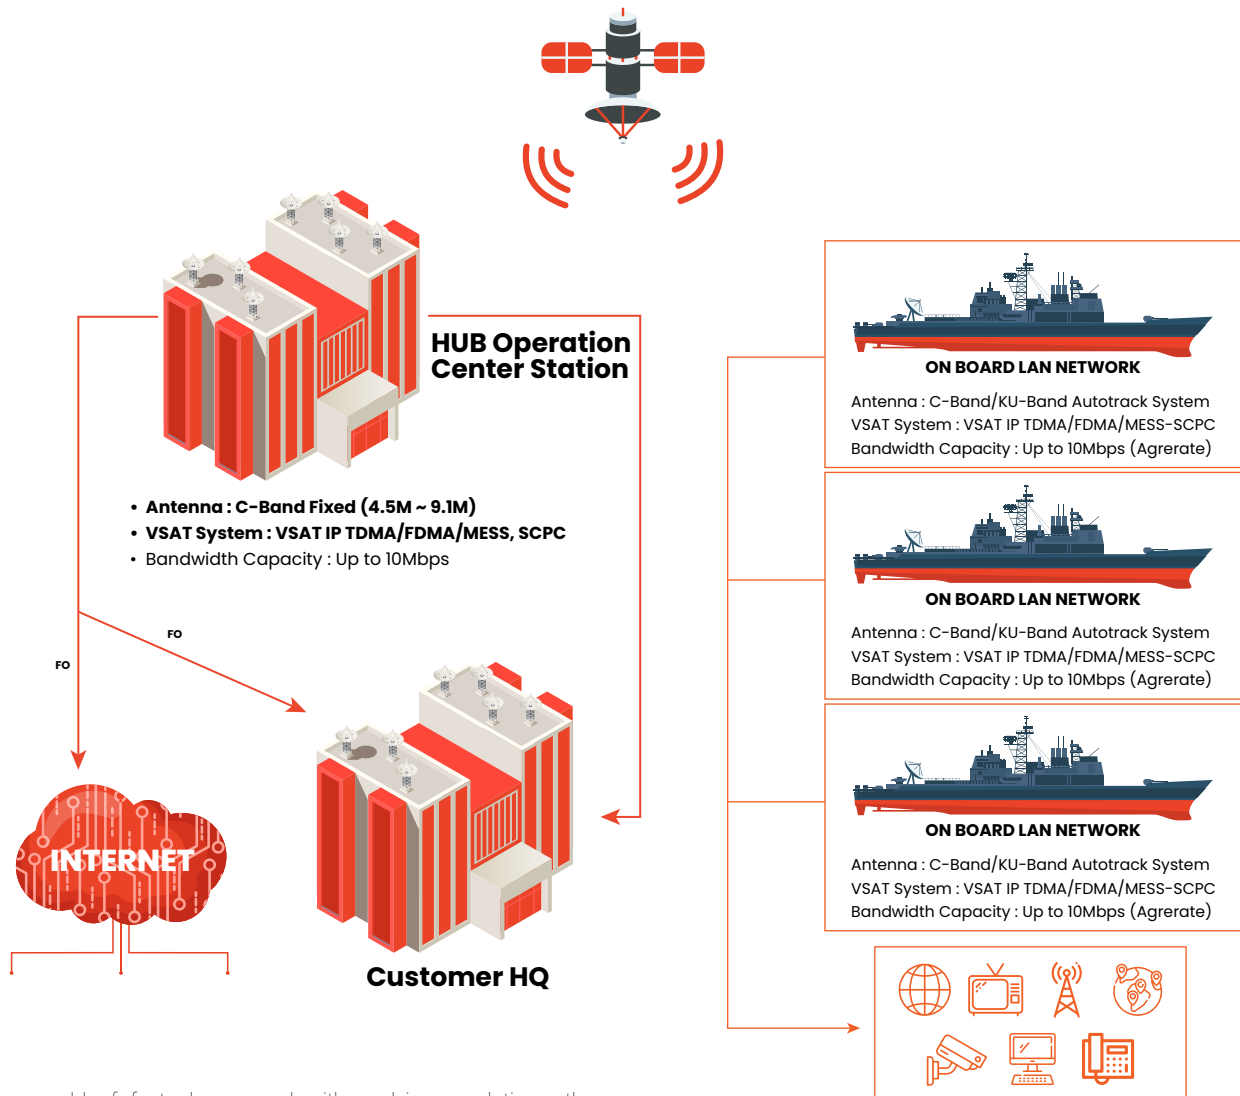 HUB Operation
Center Station
• Antenna : C-Band Fixed (4.5M ~ 9.1M)
• VSAT System : VSAT IP TDMA/FDMA/MESS, SCPC
• Bandwidth Capacity : Up to 10Mbps
FO
FO
INTERNET
Customer HQ
ON BOARD LAN NETWORK
Antenna : C-Band/KU-Band Autotrack System
VSAT System : VSAT IP TDMA/FDMA/MESS-SCPC
Bandwidth Capacity : Up to 10Mbps (Agrerate)
ON BOARD LAN NETWORK
Antenna : C-Band/KU-Band Autotrack System
VSAT System : VSAT IP TDMA/FDMA/MESS-SCPC
Bandwidth Capacity : Up to 10Mbps (Agrerate)
ON BOARD LAN NETWORK
Antenna : C-Band/KU-Band Autotrack System
VSAT System : VSAT IP TDMA/FDMA/MESS-SCPC
Bandwidth Capacity : Up to 10Mbps (Agrerate)